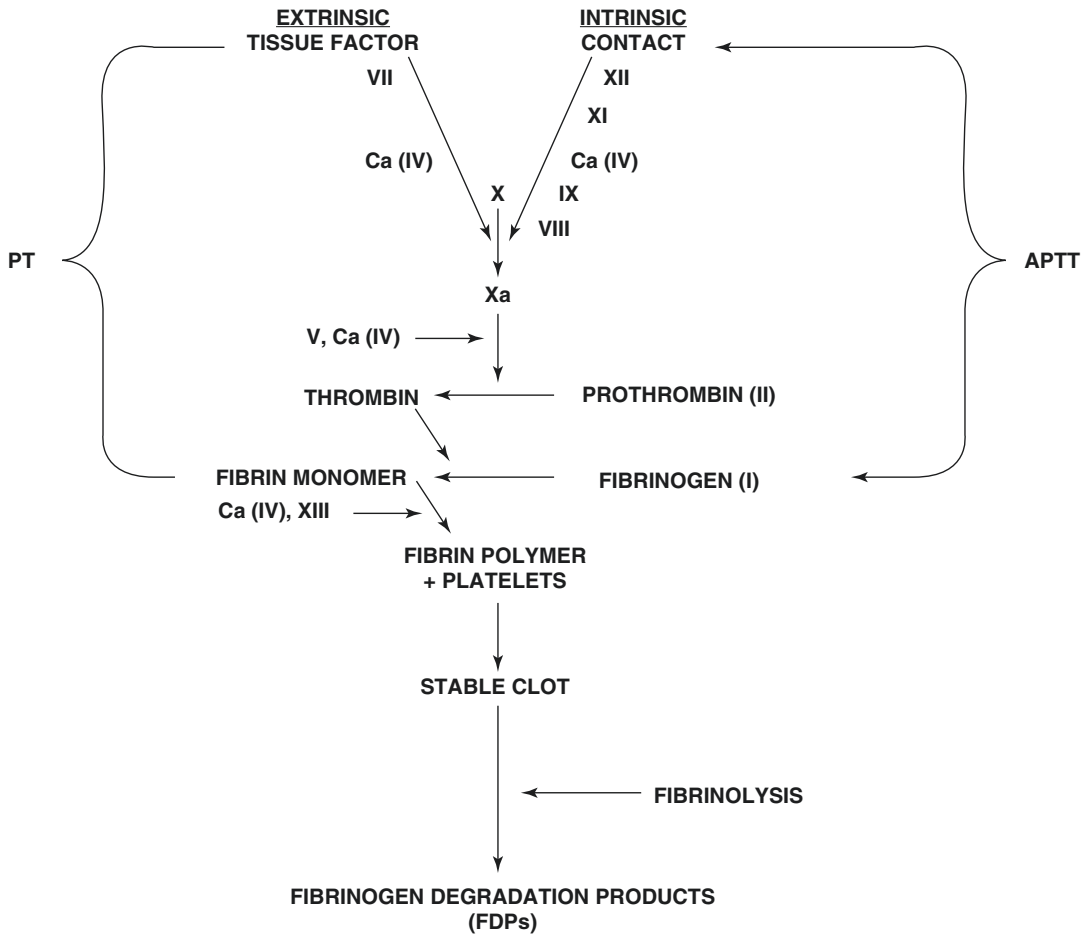 EXTRINSIC
TISSUE FACTOR
INTRINSIC
CONTACT
VII
XII
XI
Ca (IV)
Ca (IV)
X
IX
VIII
PT
APTT
Xa
V, Ca (IV)
THROMBIN
PROTHROMBIN (II)
FIBRIN MONOMER
FIBRINOGEN (I)
Ca (IV), XIII
FIBRIN POLYMER
+ PLATELETS
STABLE CLOT
FIBRINOLYSIS
FIBRINOGEN DEGRADATION PRODUCTS
(FDPs)